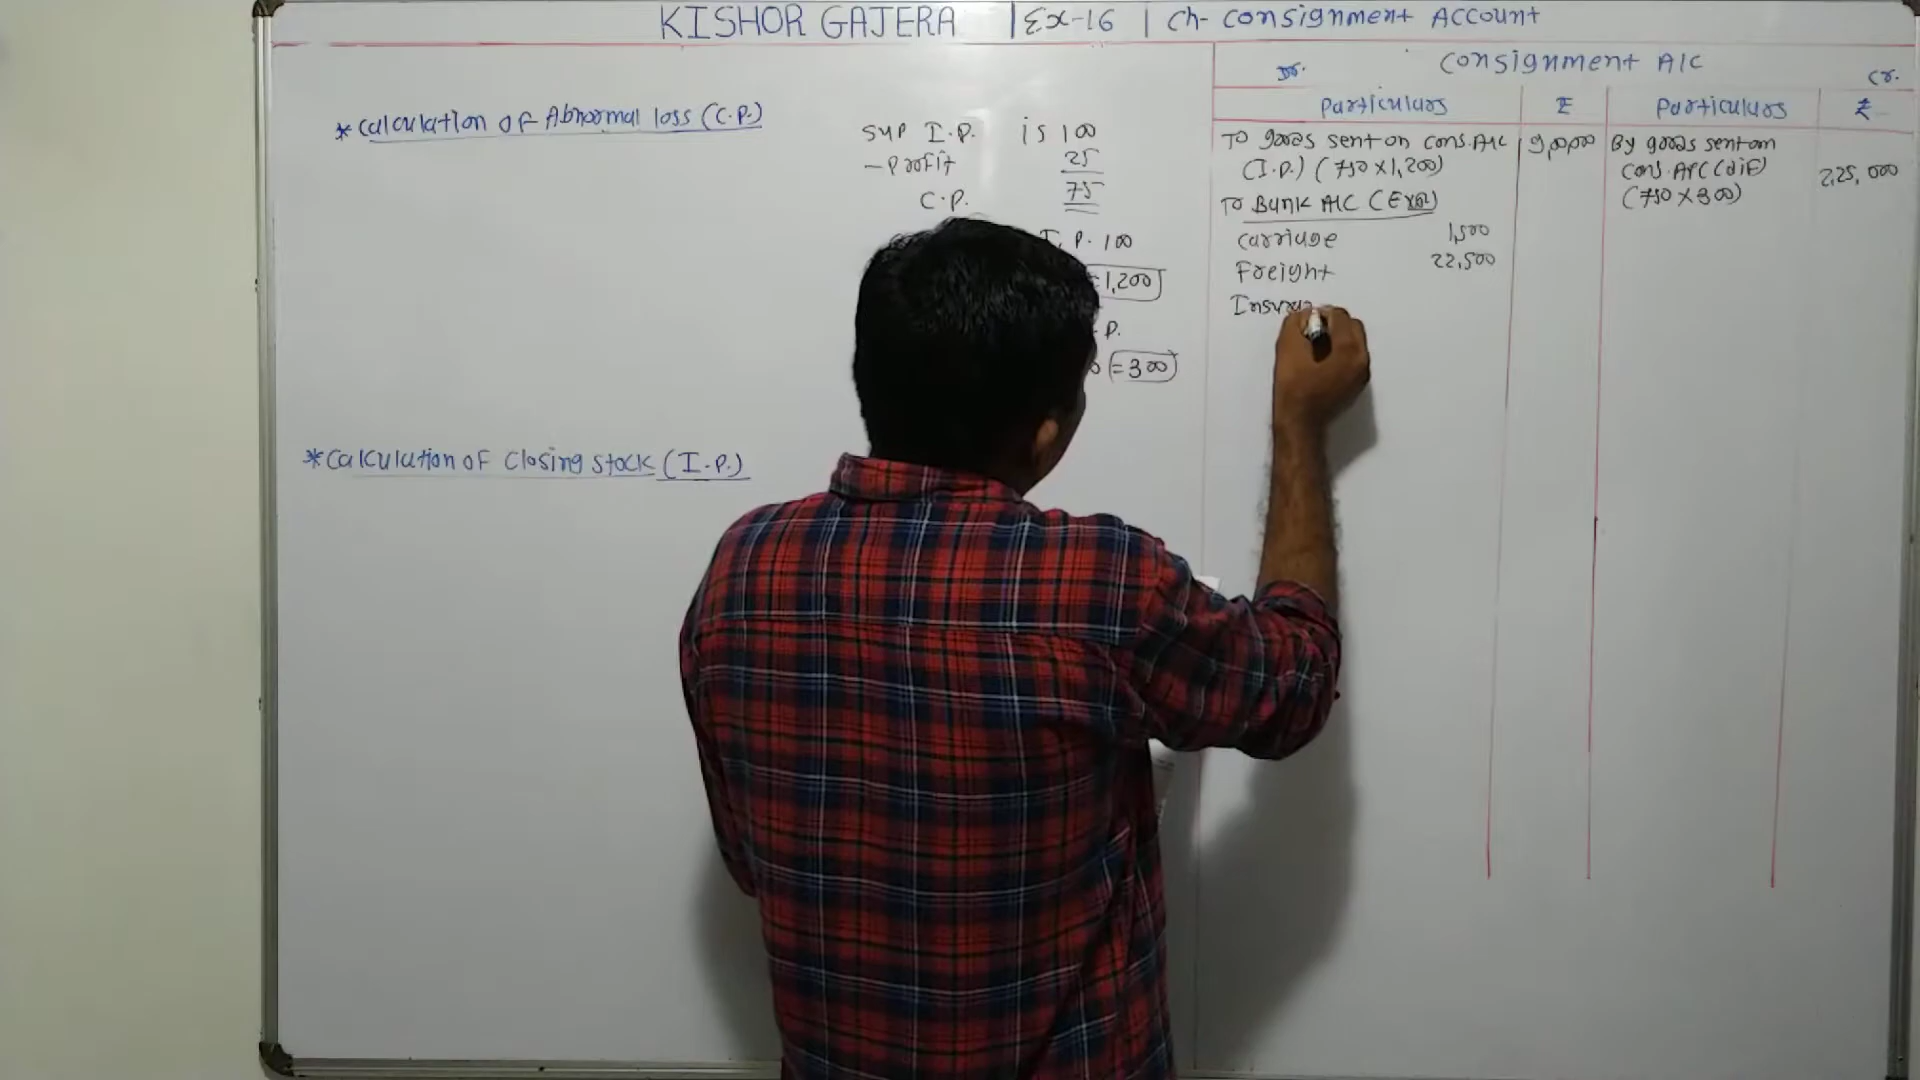 KISHOR GAJERA | Ex-16 | Ch- Consignment Account
* Calculation of Abnormal loss (C.P.)
* Calculation of Closing stock (I.P.)
Sup I.P. is 100
- Profit 25
C.P. 75
I.P. 100
= 1,200
P.
= 300
Consignment A/C
Dr. Cr.
Particulars ₹ Particulars ₹
To goods sent on cons. A/C 9,00,000 By goods sent on
(I.P.) (750 x 1,200) cons. A/C (dif) 2,25,000
To Bank A/C (Exp.) (750 x 300)
Carriage 1,500
Freight 22,500